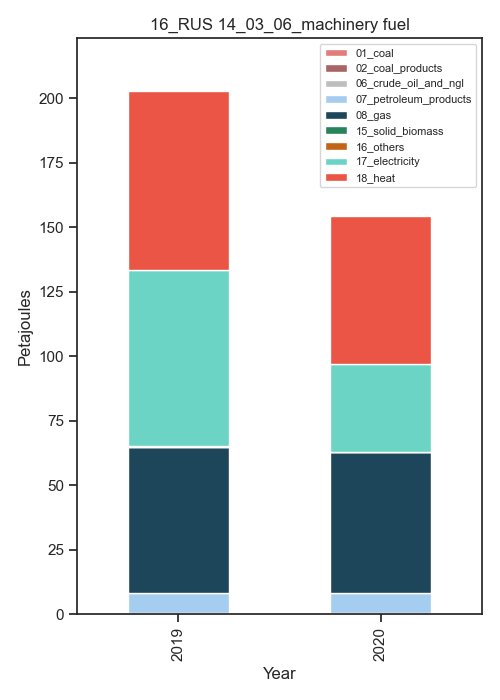 16_RUS 14_03_06_machinery fuel
01_coal
02_coal_products
06_crude_oil_and_ngl
07_petroleum_products
08_gas
15_solid_biomass
16_others
17_electricity
18_heat
200
175
150
125
100
75
50
25
0
Petajoules
2019
2020
Year